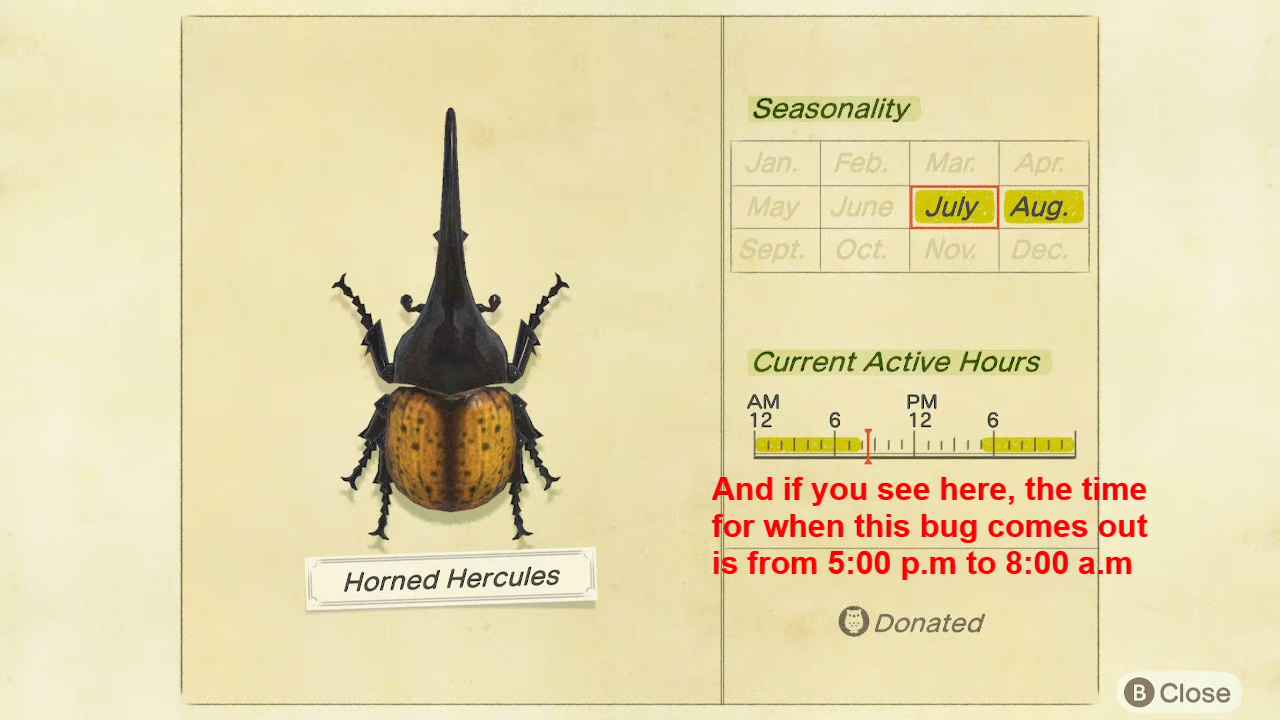 Seasonality
Jan. Feb. Mar. Apr.
May June July Aug.
Sept. Oct. Nov. Dec.
Current Active Hours
AM PM
12 6 12 6
And if you see here, the time
for when this bug comes out
is from 5:00 p.m to 8:00 a.m
Horned Hercules
Donated
B Close